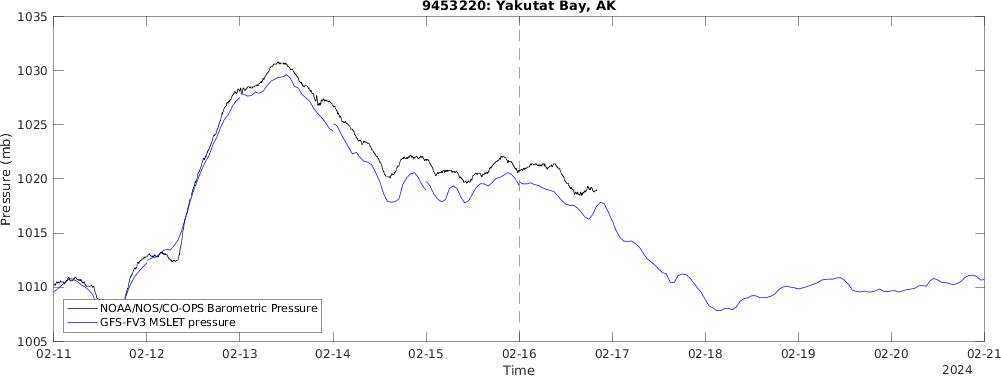 9453220: Yakutat Bay, AK
Pressure (mb)
1035
1030
1025
1020
1015
1010
1005
NOAA/NOS/CO-OPS Barometric Pressure
GFS-FV3 MSLET pressure
02-11 02-12 02-13 02-14 02-15 02-16 02-17 02-18 02-19 02-20 02-21
Time
2024